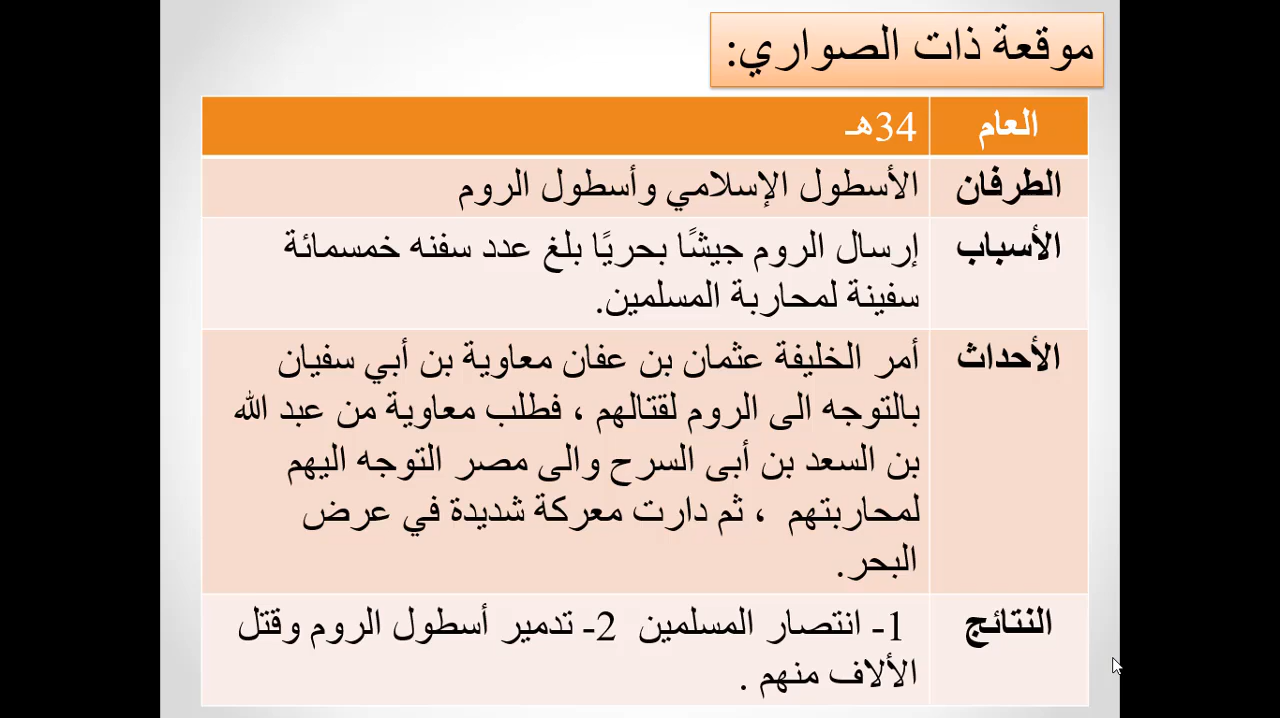 موقعة ذات الصواري:
العام 34هـ
الطرفان الأسطول الإسلامي وأسطول الروم
الأسباب إرسال الروم جيشًا بحريًا بلغ عدد سفنه خمسمائة
سفينة لمحاربة المسلمين.
الأحداث أمر الخليفة عثمان بن عفان معاوية بن أبي سفيان
بالتوجه الى الروم لقتالهم ، فطلب معاوية من عبد الله
بن السعد بن أبى السرح والى مصر التوجه اليهم
لمحاربتهم ، ثم دارت معركة شديدة في عرض
البحر.
النتائج 1- انتصار المسلمين 2- تدمير أسطول الروم وقتل
الألاف منهم .